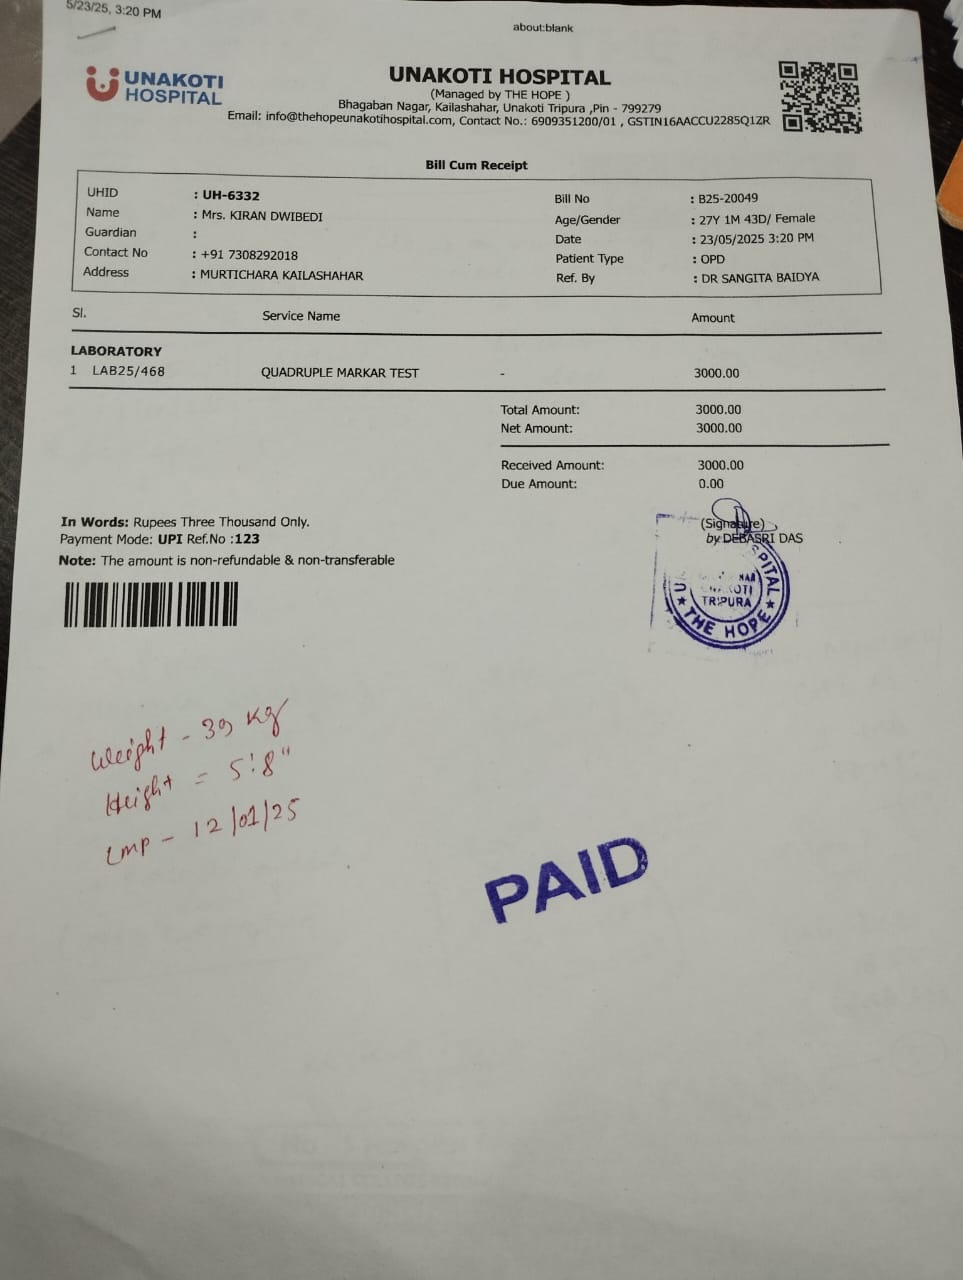 5/23/25, 3:20 PM
about:blank
UNAKOTI HOSPITAL
UNAKOTI HOSPITAL
(Managed by THE HOPE )
Bhagaban Nagar, Kailashahar, Unakoti Tripura ,Pin - 799279
Email: info@thehopeunakotihospital.com, Contact No.: 6909351200/01 , GSTIN16AACCU2285Q1ZR
Bill Cum Receipt
UHID : UH-6332 Bill No : B25-20049
Name : Mrs. KIRAN DWIBEDI Age/Gender : 27Y 1M 43D/ Female
Guardian : Date : 23/05/2025 3:20 PM
Contact No : +91 7308292018 Patient Type : OPD
Address : MURTICHARA KAILASHAHAR Ref. By : DR SANGITA BAIDYA
Sl. Service Name Amount
LABORATORY
1 LAB25/468 QUADRUPLE MARKAR TEST - 3000.00
Total Amount: 3000.00
Net Amount: 3000.00
Received Amount: 3000.00
Due Amount: 0.00
In Words: Rupees Three Thousand Only.
Payment Mode: UPI Ref.No :123
Note: The amount is non-refundable & non-transferable
(Signature)
by DEBASRI DAS
TRIPURA
★ THE HOPE ★
Weight - 39 kg
Height = 5'8"
LMP - 12/01/25
PAID